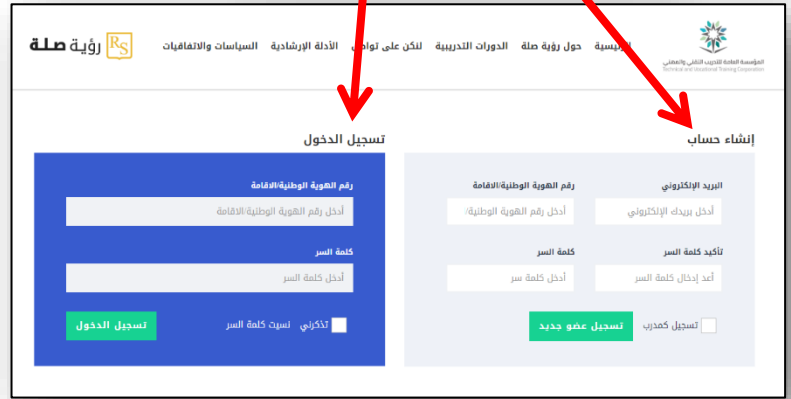 الرئيسية حول رؤية صلة الدورات التدريبية لنكن على تواصل الأدلة الإرشادية السياسات والاتفاقيات
RS رؤية صلة
المؤسسة العامة للتدريب التقني والمهني
Technical and Vocational Training Corporation
إنشاء حساب
البريد الإلكتروني
رقم الهوية الوطنية/الاقامة
أدخل بريدك الإلكتروني
أدخل رقم الهوية الوطنية/
تأكيد كلمة السر
كلمة السر
أعد إدخال كلمة السر
أدخل كلمة سر
تسجيل كمدرب
تسجيل عضو جديد
تسجيل الدخول
رقم الهوية الوطنية/الاقامة
أدخل رقم الهوية الوطنية/الاقامة
كلمة السر
أدخل كلمة السر
تذكرني
نسيت كلمة السر
تسجيل الدخول